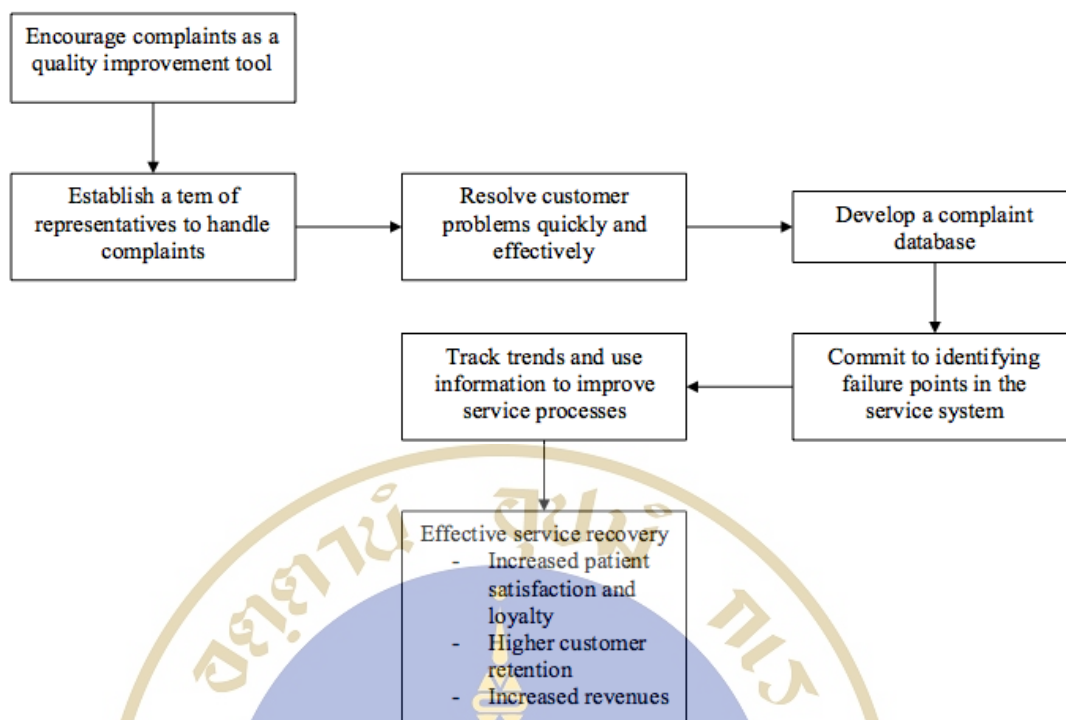 Encourage complaints as a
quality improvement tool
Establish a tem of
representatives to handle
complaints
Resolve customer
problems quickly and
effectively
Develop a complaint
database
Commit to identifying
failure points in the
service system
Track trends and use
information to improve
service processes
Effective service recovery
- Increased patient
satisfaction and
loyalty
- Higher customer
retention
- Increased revenues